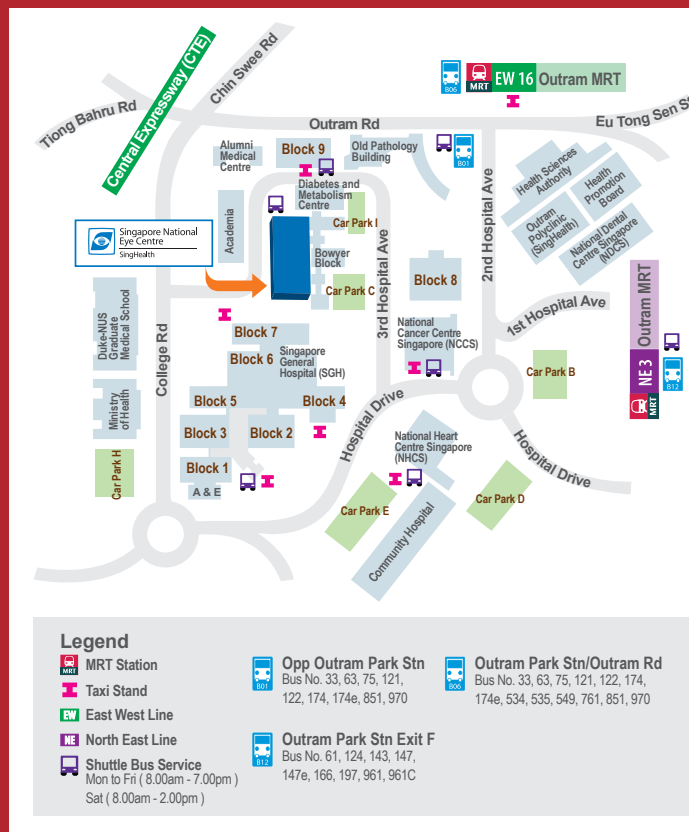 Central Expressway (CTE)
Chin Swee Rd
Tiong Bahru Rd
B06
MRT
EW 16
Outram MRT
Outram Rd
Eu Tong Sen St
Alumni
Medical
Centre
Block 9
Old Pathology
Building
B01
Health Sciences
Authority
Health
Promotion
Board
Outram
Polyclinic
(SingHealth)
National Dental
Centre Singapore
(NDCS)
Diabetes and
Metabolism
Centre
Car Park I
Academia
Singapore National
Eye Centre
SingHealth
Bowyer
Block
Car Park C
3rd Hospital Ave
2nd Hospital Ave
Block 8
1st Hospital Ave
Outram MRT
NE 3
MRT
B12
Duke-NUS
Graduate
Medical School
College Rd
Block 7
Block 6
Singapore
General
Hospital (SGH)
National
Cancer Centre
Singapore (NCCS)
Car Park B
Ministry
of Health
Block 5
Block 4
Block 3
Block 2
Hospital Drive
Hospital Drive
National Heart
Centre Singapore
(NHCS)
Car Park H
Block 1
A & E
Car Park E
Community Hospital
Car Park D
Legend
MRT
MRT Station
Taxi Stand
EW
East West Line
NE
North East Line
Shuttle Bus Service
Mon to Fri ( 8.00am - 7.00pm )
Sat ( 8.00am - 2.00pm )
B01
Opp Outram Park Stn
Bus No. 33, 63, 75, 121,
122, 174, 174e, 851, 970
B12
Outram Park Stn Exit F
Bus No. 61, 124, 143, 147,
147e, 166, 197, 961, 961C
B06
Outram Park Stn/Outram Rd
Bus No. 33, 63, 75, 121, 122, 174,
174e, 534, 535, 549, 761, 851, 970